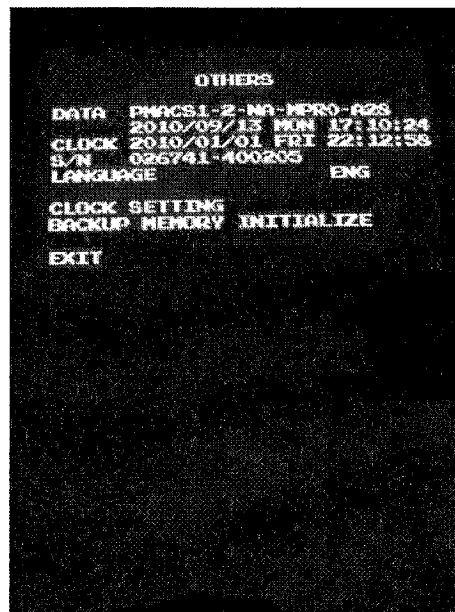 OTHERS
DATA PMACS1-2-NA-MPRO-A28
2010/09/13 MON 17:10:24
CLOCK 2010/01/01 FRI 22:12:58
S/N 026741-400205
LANGUAGE ENG
CLOCK SETTING
BACKUP MEMORY INITIALIZE
EXIT